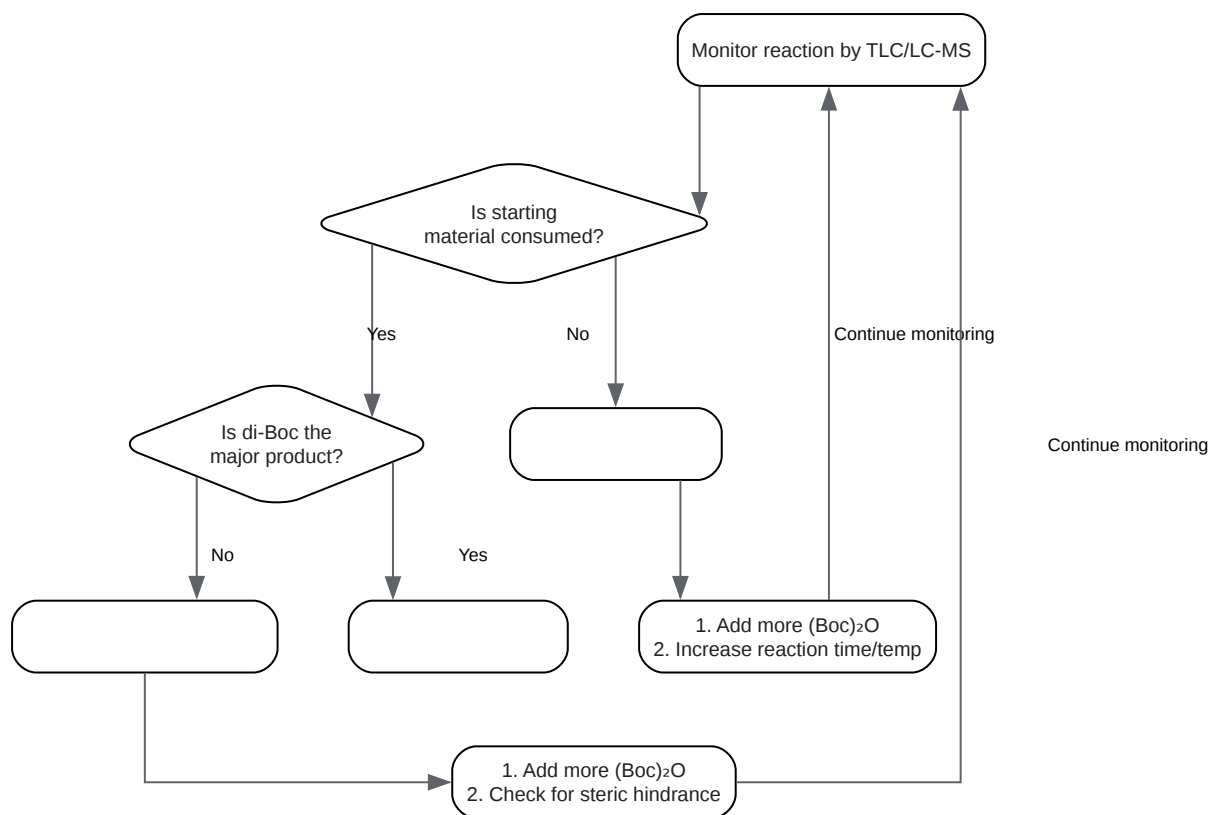 Monitor reaction by TLC/LC-MS
Is starting
material consumed?
Yes
No
Continue monitoring
Is di-Boc the
major product?
Continue monitoring
No
Yes
1. Add more (Boc)₂O
2. Increase reaction time/temp
1. Add more (Boc)₂O
2. Check for steric hindrance